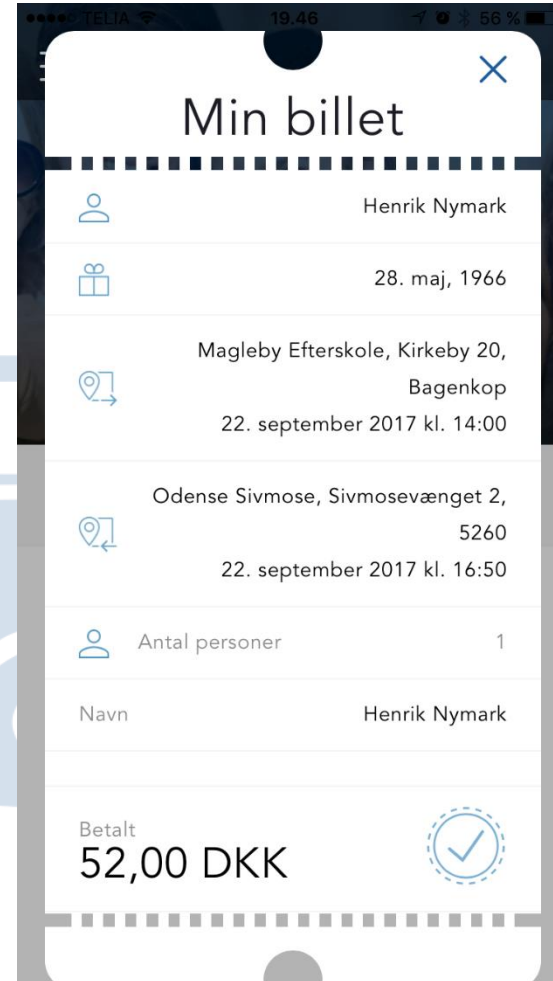 TELIA 19.46 56 %
Min billet
Henrik Nymark
28. maj, 1966
Magleby Efterskole, Kirkeby 20,
Bagenkop
22. september 2017 kl. 14:00
Odense Sivmose, Sivmosevænget 2,
5260
22. september 2017 kl. 16:50
Antal personer 1
Navn Henrik Nymark
Betalt
52,00 DKK